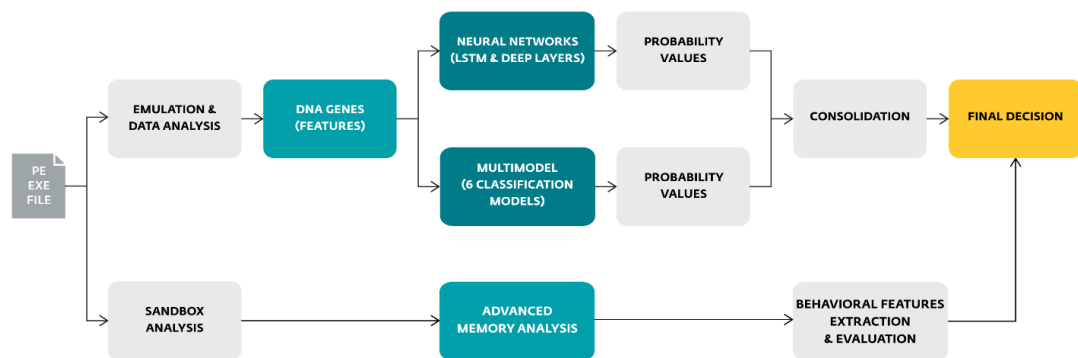 NEURAL NETWORKS
(LSTM & DEEP LAYERS)
PROBABILITY
VALUES
EMULATION &
DATA ANALYSIS
DNA GENES
(FEATURES)
CONSOLIDATION
FINAL DECISION
PE
EXE
FILE
MULTIMODEL
(6 CLASSIFICATION
MODELS)
PROBABILITY
VALUES
SANDBOX
ANALYSIS
ADVANCED
MEMORY ANALYSIS
BEHAVIORAL FEATURES
EXTRACTION
& EVALUATION